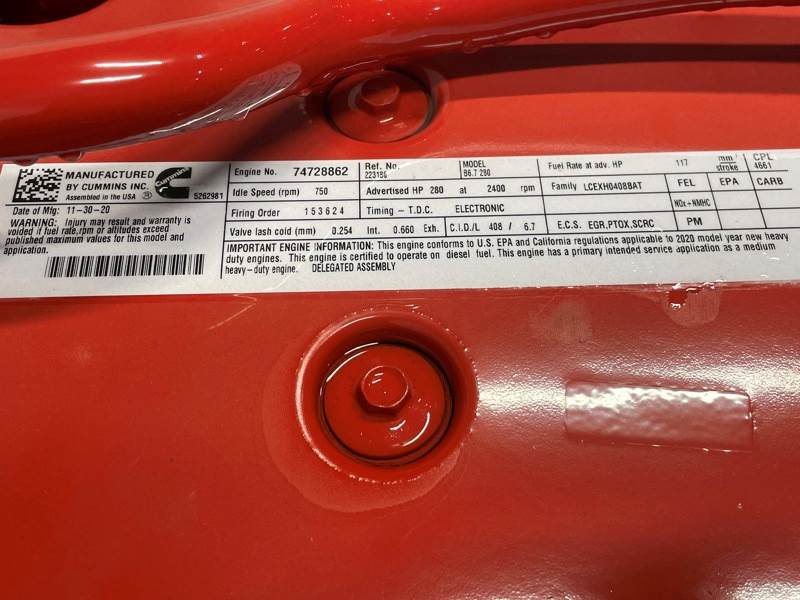 MANUFACTURED
BY CUMMINS INC.
Assembled in the USA
Cummins
5262981
Date of Mfg: 11-30-20
WARNING: Injury may result and warranty is
voided if fuel rate,rpm or altitudes exceed
published maximum values for this model and
application.
Engine No. 74728862
Ref. No.
MODEL
B6.7 280
Fuel Rate at adv. HP 117 mm/stroke
CPL
4661
Idle Speed (rpm) 750
Advertised HP 280 at 2400 rpm
Family LCEXH0408BAT
FEL EPA CARB
Firing Order 153624
Timing - T.D.C. ELECTRONIC
NOx+NMHC
Valve lash cold (mm) 0.254 Int. 0.660 Exh.
C.I.D/L 408 / 6.7
E.C.S. EGR,PTOX,SCRC
PM
IMPORTANT ENGINE INFORMATION: This engine conforms to U.S. EPA and California regulations applicable to 2020 model year new heavy
duty engines. This engine is certified to operate on diesel fuel. This engine has a primary intended service application as a medium
heavy-duty engine. DELEGATED ASSEMBLY